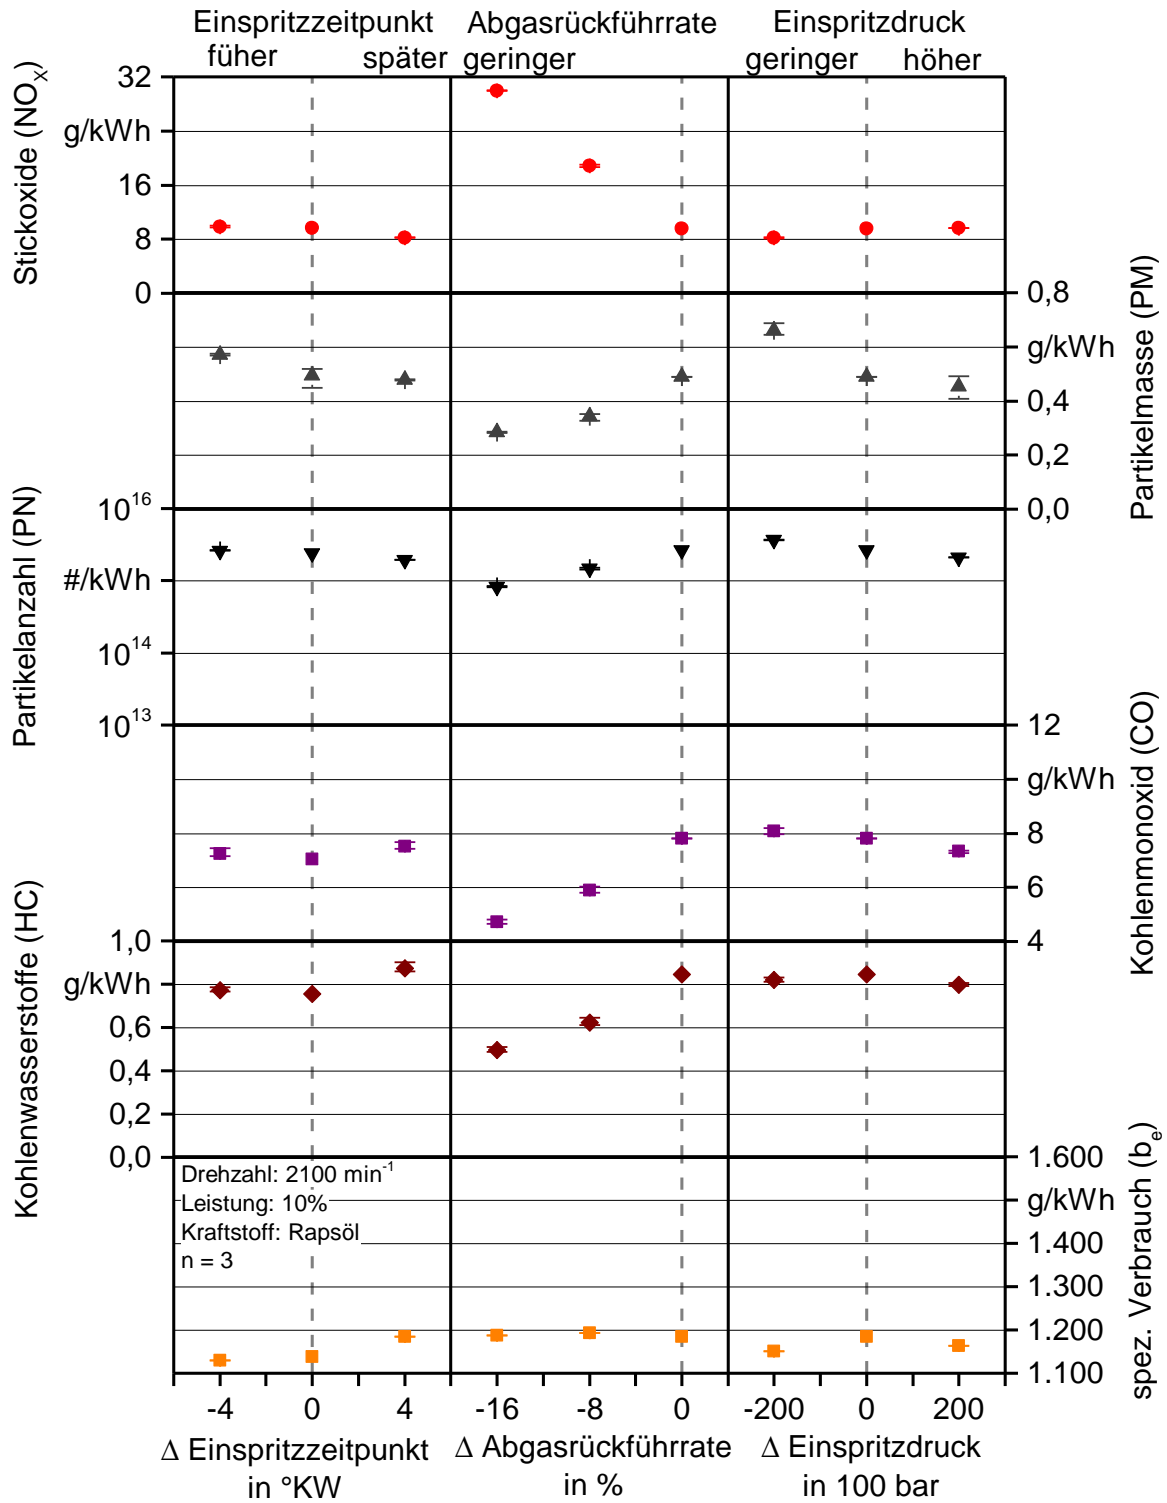 Einspritzzeitpunkt Abgasrückführrate Einspritzdruck
füher später geringer geringer höher
Stickoxide (NOX)
32
g/kWh
16
8
0
Partikelmasse (PM)
0,8
g/kWh
0,4
0,2
0,0
Partikelanzahl (PN)
10^16
#/kWh
10^14
10^13
Kohlenmonoxid (CO)
12
g/kWh
8
6
4
Kohlenwasserstoffe (HC)
1,0
g/kWh
0,6
0,4
0,2
0,0
Drehzahl: 2100 min^-1
Leistung: 10%
Kraftstoff: Rapsöl
n = 3
spez. Verbrauch (be)
1.600
g/kWh
1.400
1.300
1.200
1.100
-4 0 4 -16 -8 0 -200 0 200
Δ Einspritzzeitpunkt Δ Abgasrückführrate Δ Einspritzdruck
in °KW in % in 100 bar